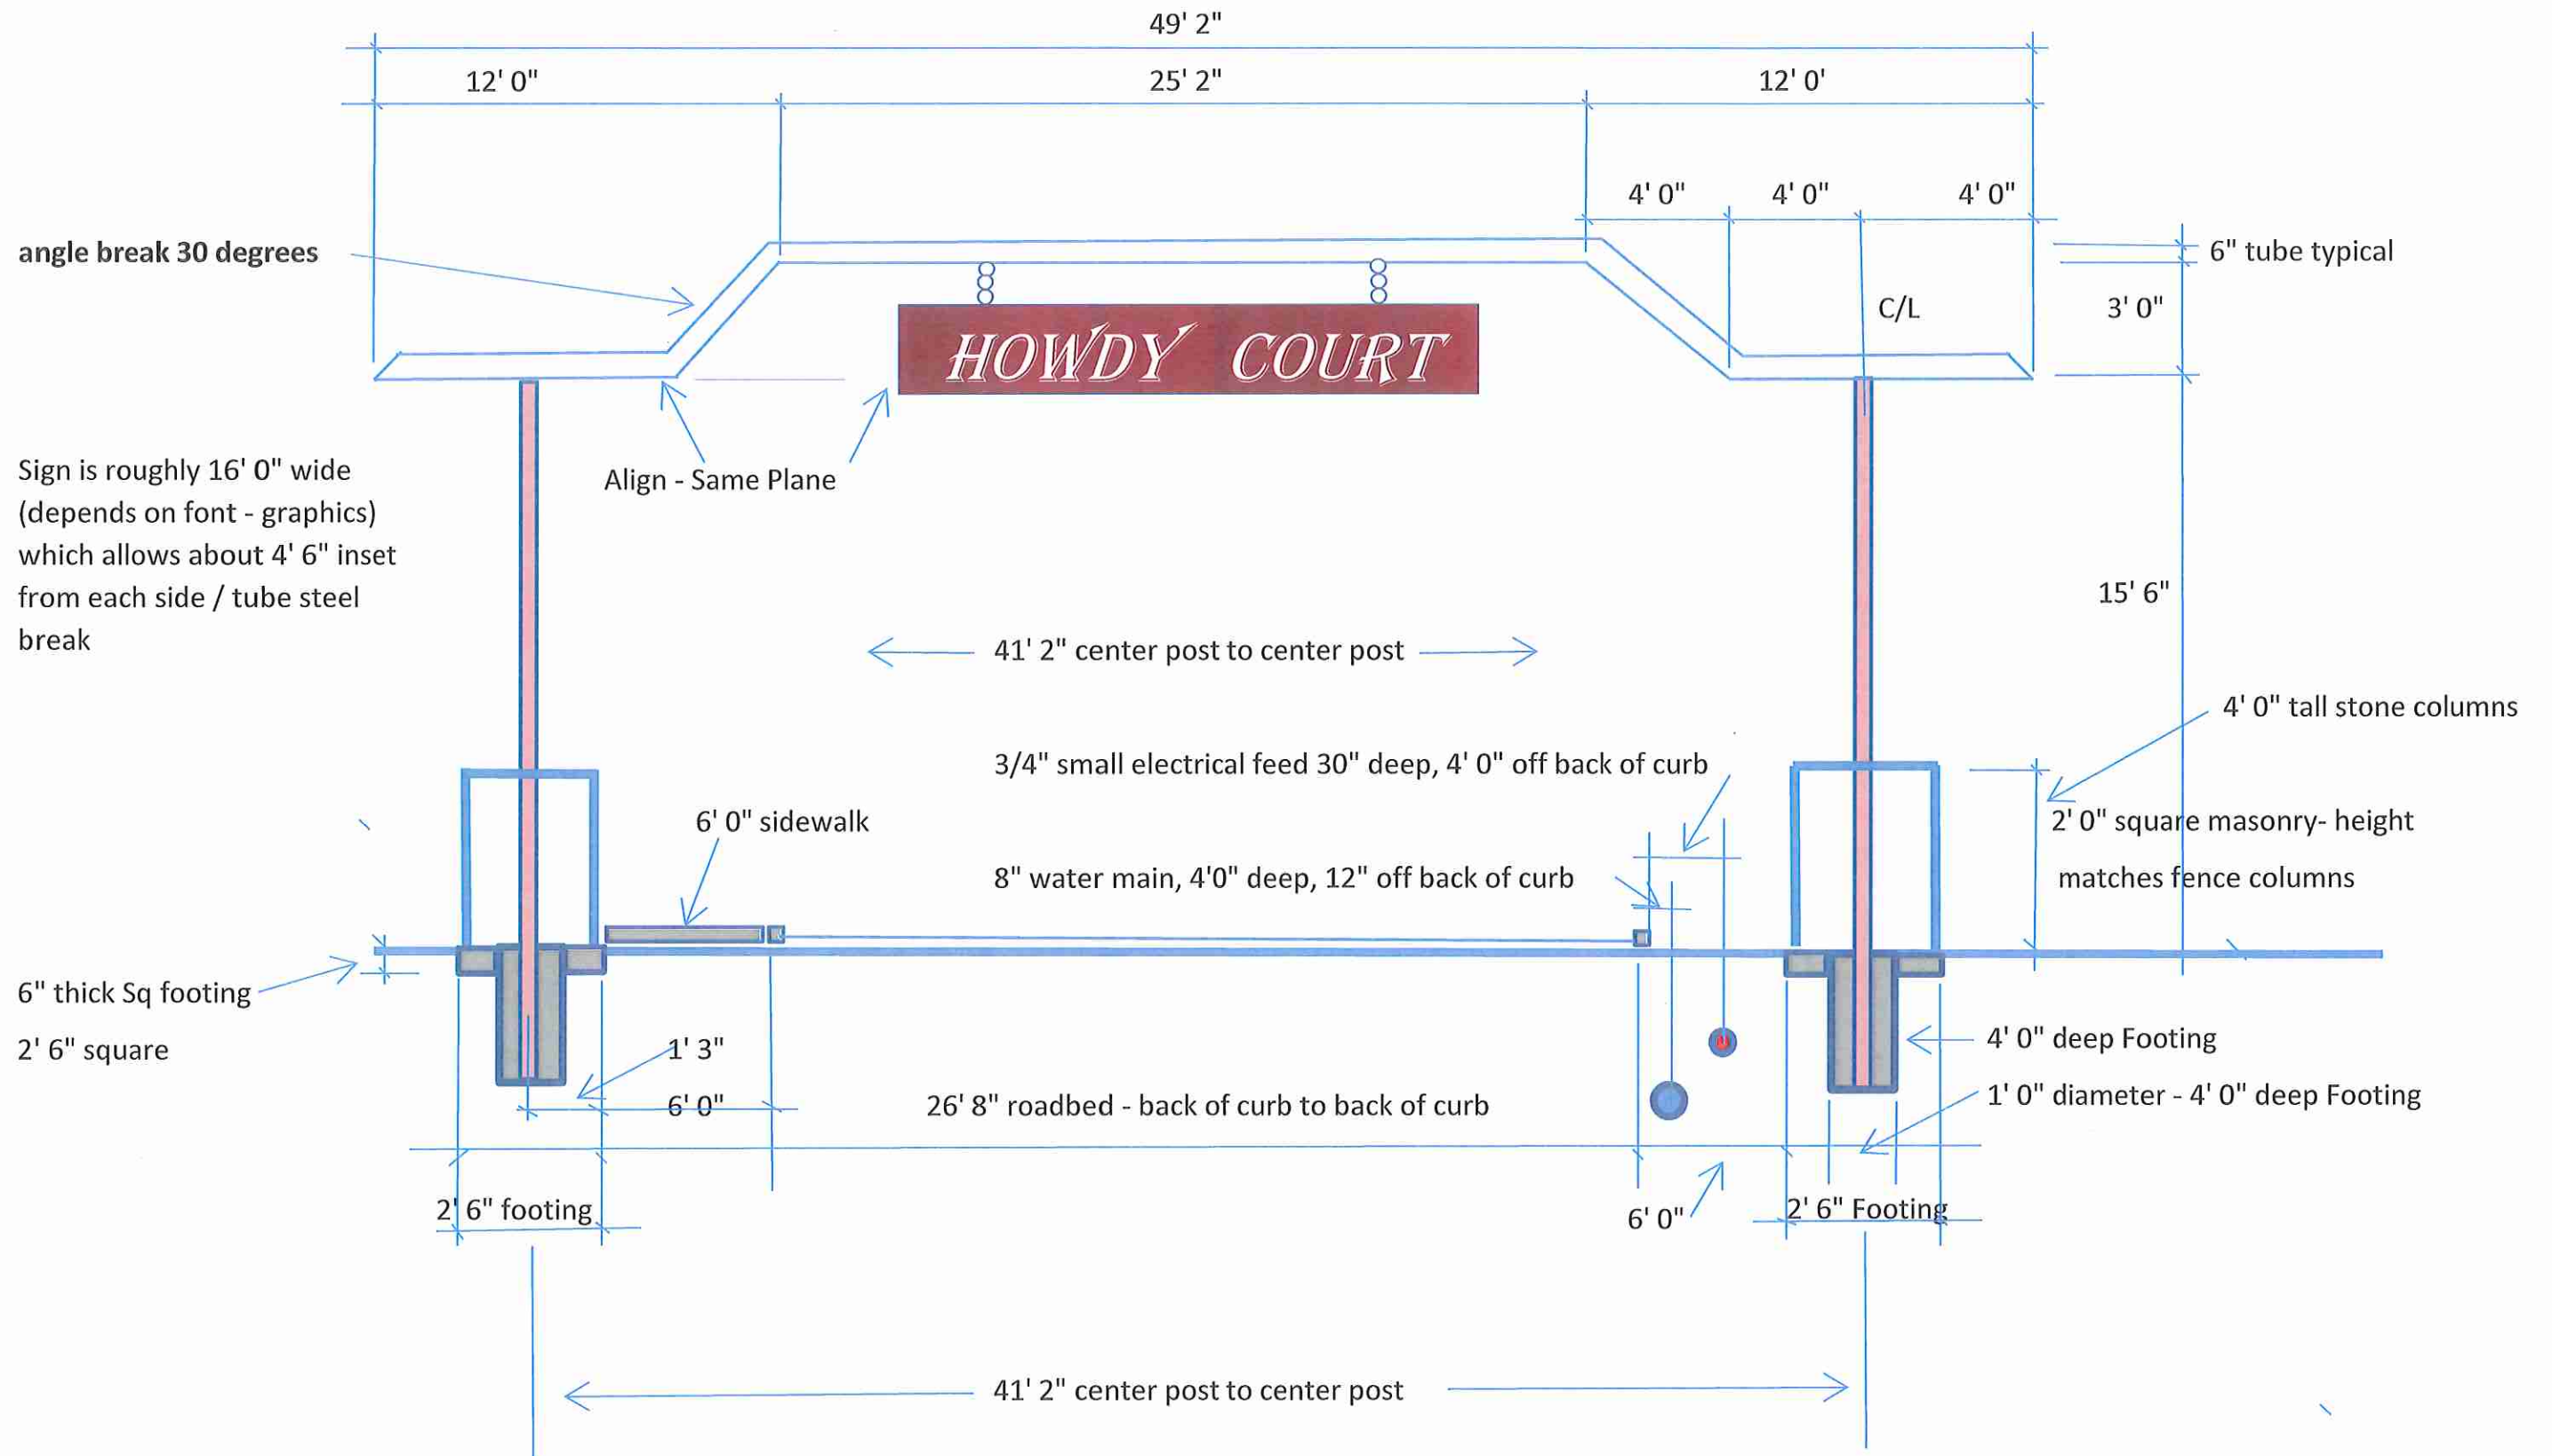 49' 2"
12' 0"
25' 2"
12' 0'
4' 0"
4' 0"
4' 0"
angle break 30 degrees
6" tube typical
C/L
3' 0"
HOWDY COURT
Sign is roughly 16' 0" wide
(depends on font - graphics)
which allows about 4' 6" inset
from each side / tube steel
break
Align - Same Plane
15' 6"
41' 2" center post to center post
4' 0" tall stone columns
3/4" small electrical feed 30" deep, 4' 0" off back of curb
6' 0" sidewalk
2' 0" square masonry- height
matches fence columns
8" water main, 4'0" deep, 12" off back of curb
6" thick Sq footing
2' 6" square
1' 3"
6' 0"
26' 8" roadbed - back of curb to back of curb
4' 0" deep Footing
1' 0" diameter - 4' 0" deep Footing
2' 6" footing
6' 0"
2' 6" Footing
41' 2" center post to center post